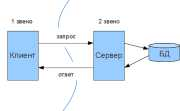 1 звено
2 звено
запрос
Клиент
Сервер
БД
ответ